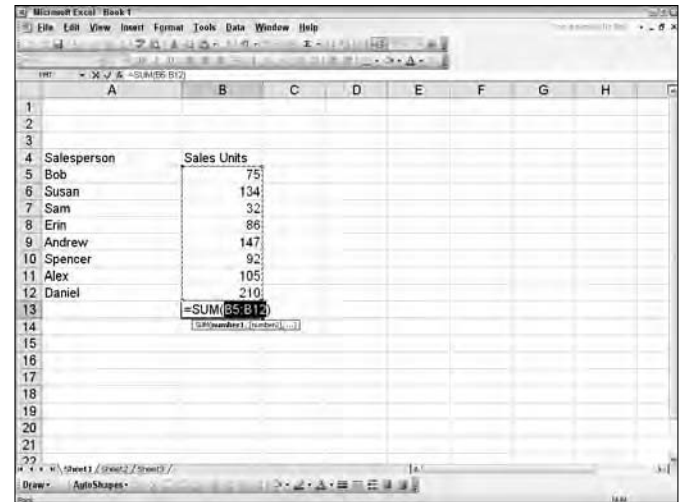 Microsoft Excel - Book1
File Edit View Insert Format Tools Data Window Help
=SUM(B5:B12)
A B C D E F G H
1
2
3
4 Salesperson Sales Units
5 Bob 75
6 Susan 134
7 Sam 32
8 Erin 86
9 Andrew 147
10 Spencer 92
11 Alex 105
12 Daniel 210
13 =SUM(B5:B12)
SUM(number1, [number2], ...)
14
15
16
17
18
19
20
21
22
Sheet1 / Sheet2 / Sheet3 /
Draw AutoShapes